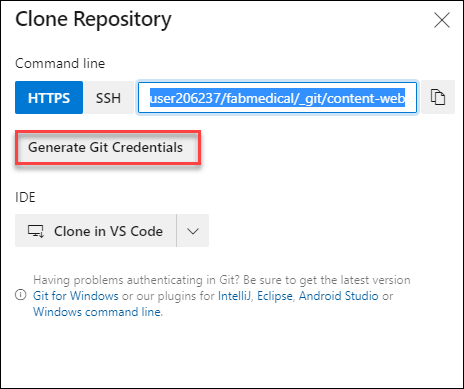 Clone Repository
Command line
HTTPS
SSH
user206237/fabmedical/_git/content-web
Generate Git Credentials
IDE
Clone in VS Code
Having problems authenticating in Git? Be sure to get the latest version
Git for Windows or our plugins for IntelliJ, Eclipse, Android Studio or
Windows command line.